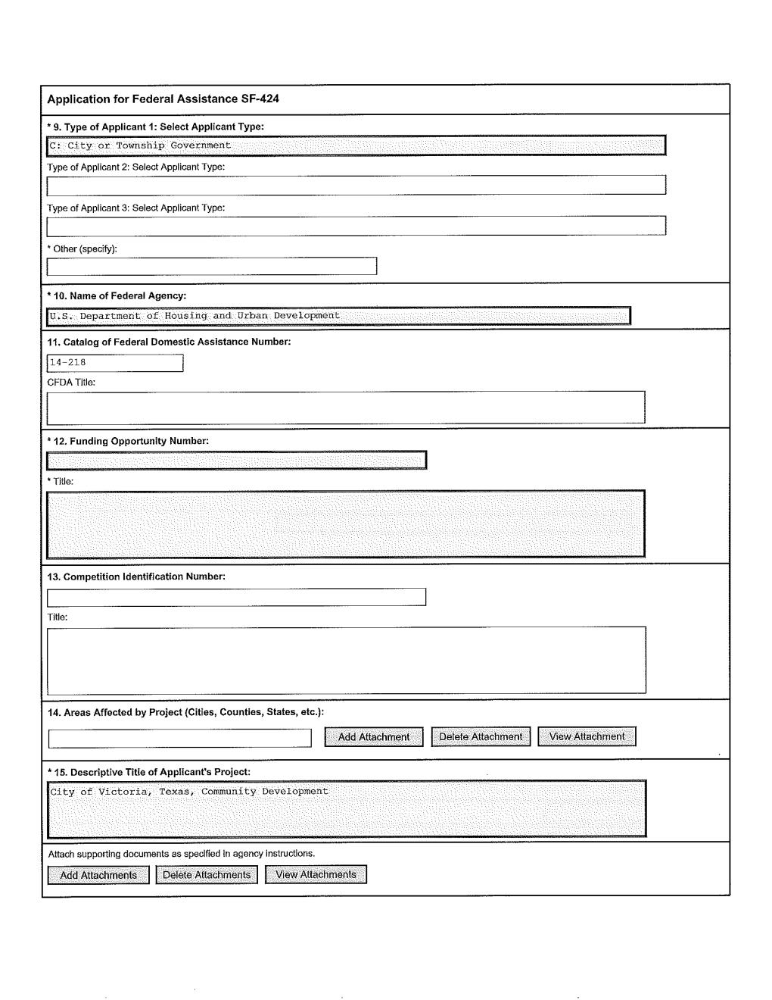 Application for Federal Assistance SF-424
* 9. Type of Applicant 1: Select Applicant Type:
C: City or Township Government
Type of Applicant 2: Select Applicant Type:
Type of Applicant 3: Select Applicant Type:
* Other (specify):
* 10. Name of Federal Agency:
U.S. Department of Housing and Urban Development
11. Catalog of Federal Domestic Assistance Number:
14-218
CFDA Title:
* 12. Funding Opportunity Number:
* Title:
13. Competition Identification Number:
Title:
14. Areas Affected by Project (Cities, Counties, States, etc.):
Add Attachment Delete Attachment View Attachment
* 15. Descriptive Title of Applicant's Project:
City of Victoria, Texas, Community Development
Attach supporting documents as specified in agency instructions.
Add Attachments Delete Attachments View Attachments